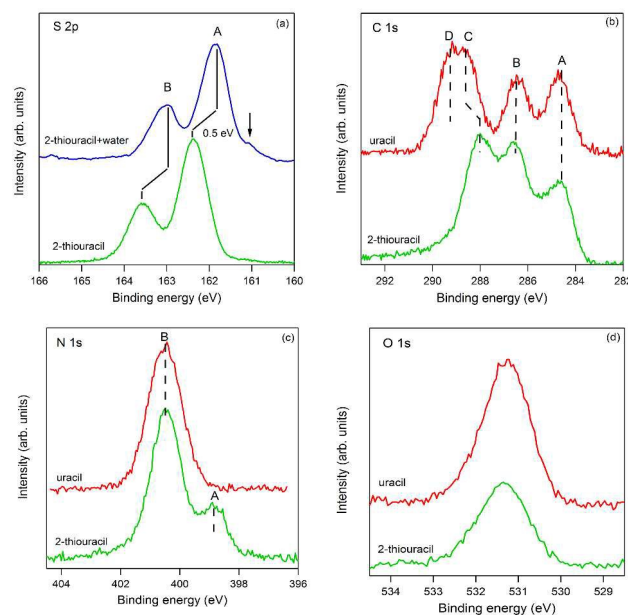 S 2p
(a)
A
B
0.5 eV
2-thiouracil+water
2-thiouracil
Intensity (arb. units)
166 165 164 163 162 161 160
Binding energy (eV)
C 1s
(b)
D C
B
A
uracil
2-thiouracil
Intensity (arb. units)
292 290 288 286 284 282
Binding energy (eV)
N 1s
(c)
B
uracil
A
2-thiouracil
Intensity (arb. units)
404 402 400 398 396
Binding energy (eV)
O 1s
(d)
uracil
2-thiouracil
Intensity (arb. units)
534 533 532 531 530 529
Binding energy (eV)